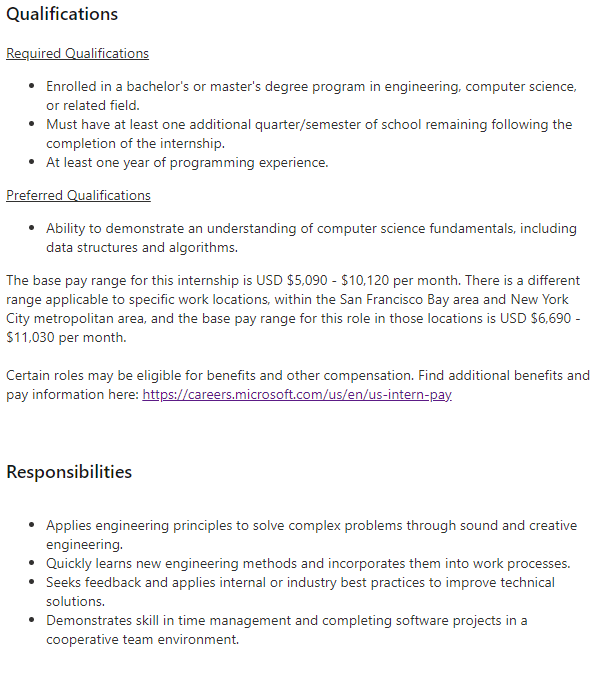 Qualifications
Required Qualifications
• Enrolled in a bachelor's or master's degree program in engineering, computer science,
or related field.
• Must have at least one additional quarter/semester of school remaining following the
completion of the internship.
• At least one year of programming experience.
Preferred Qualifications
• Ability to demonstrate an understanding of computer science fundamentals, including
data structures and algorithms.
The base pay range for this internship is USD $5,090 - $10,120 per month. There is a different
range applicable to specific work locations, within the San Francisco Bay area and New York
City metropolitan area, and the base pay range for this role in those locations is USD $6,690 -
$11,030 per month.
Certain roles may be eligible for benefits and other compensation. Find additional benefits and
pay information here: https://careers.microsoft.com/us/en/us-intern-pay
Responsibilities
• Applies engineering principles to solve complex problems through sound and creative
engineering.
• Quickly learns new engineering methods and incorporates them into work processes.
• Seeks feedback and applies internal or industry best practices to improve technical
solutions.
• Demonstrates skill in time management and completing software projects in a
cooperative team environment.